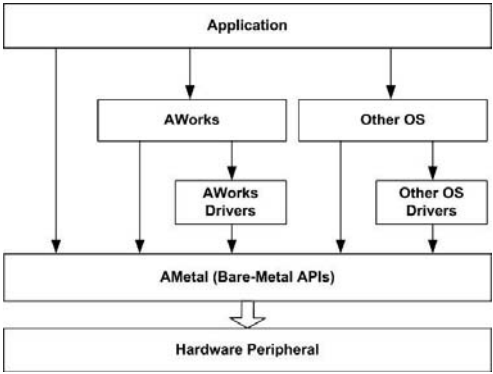 Application
AWorks
Other OS
AWorks
Drivers
Other OS
Drivers
AMetal (Bare-Metal APIs)
Hardware Peripheral